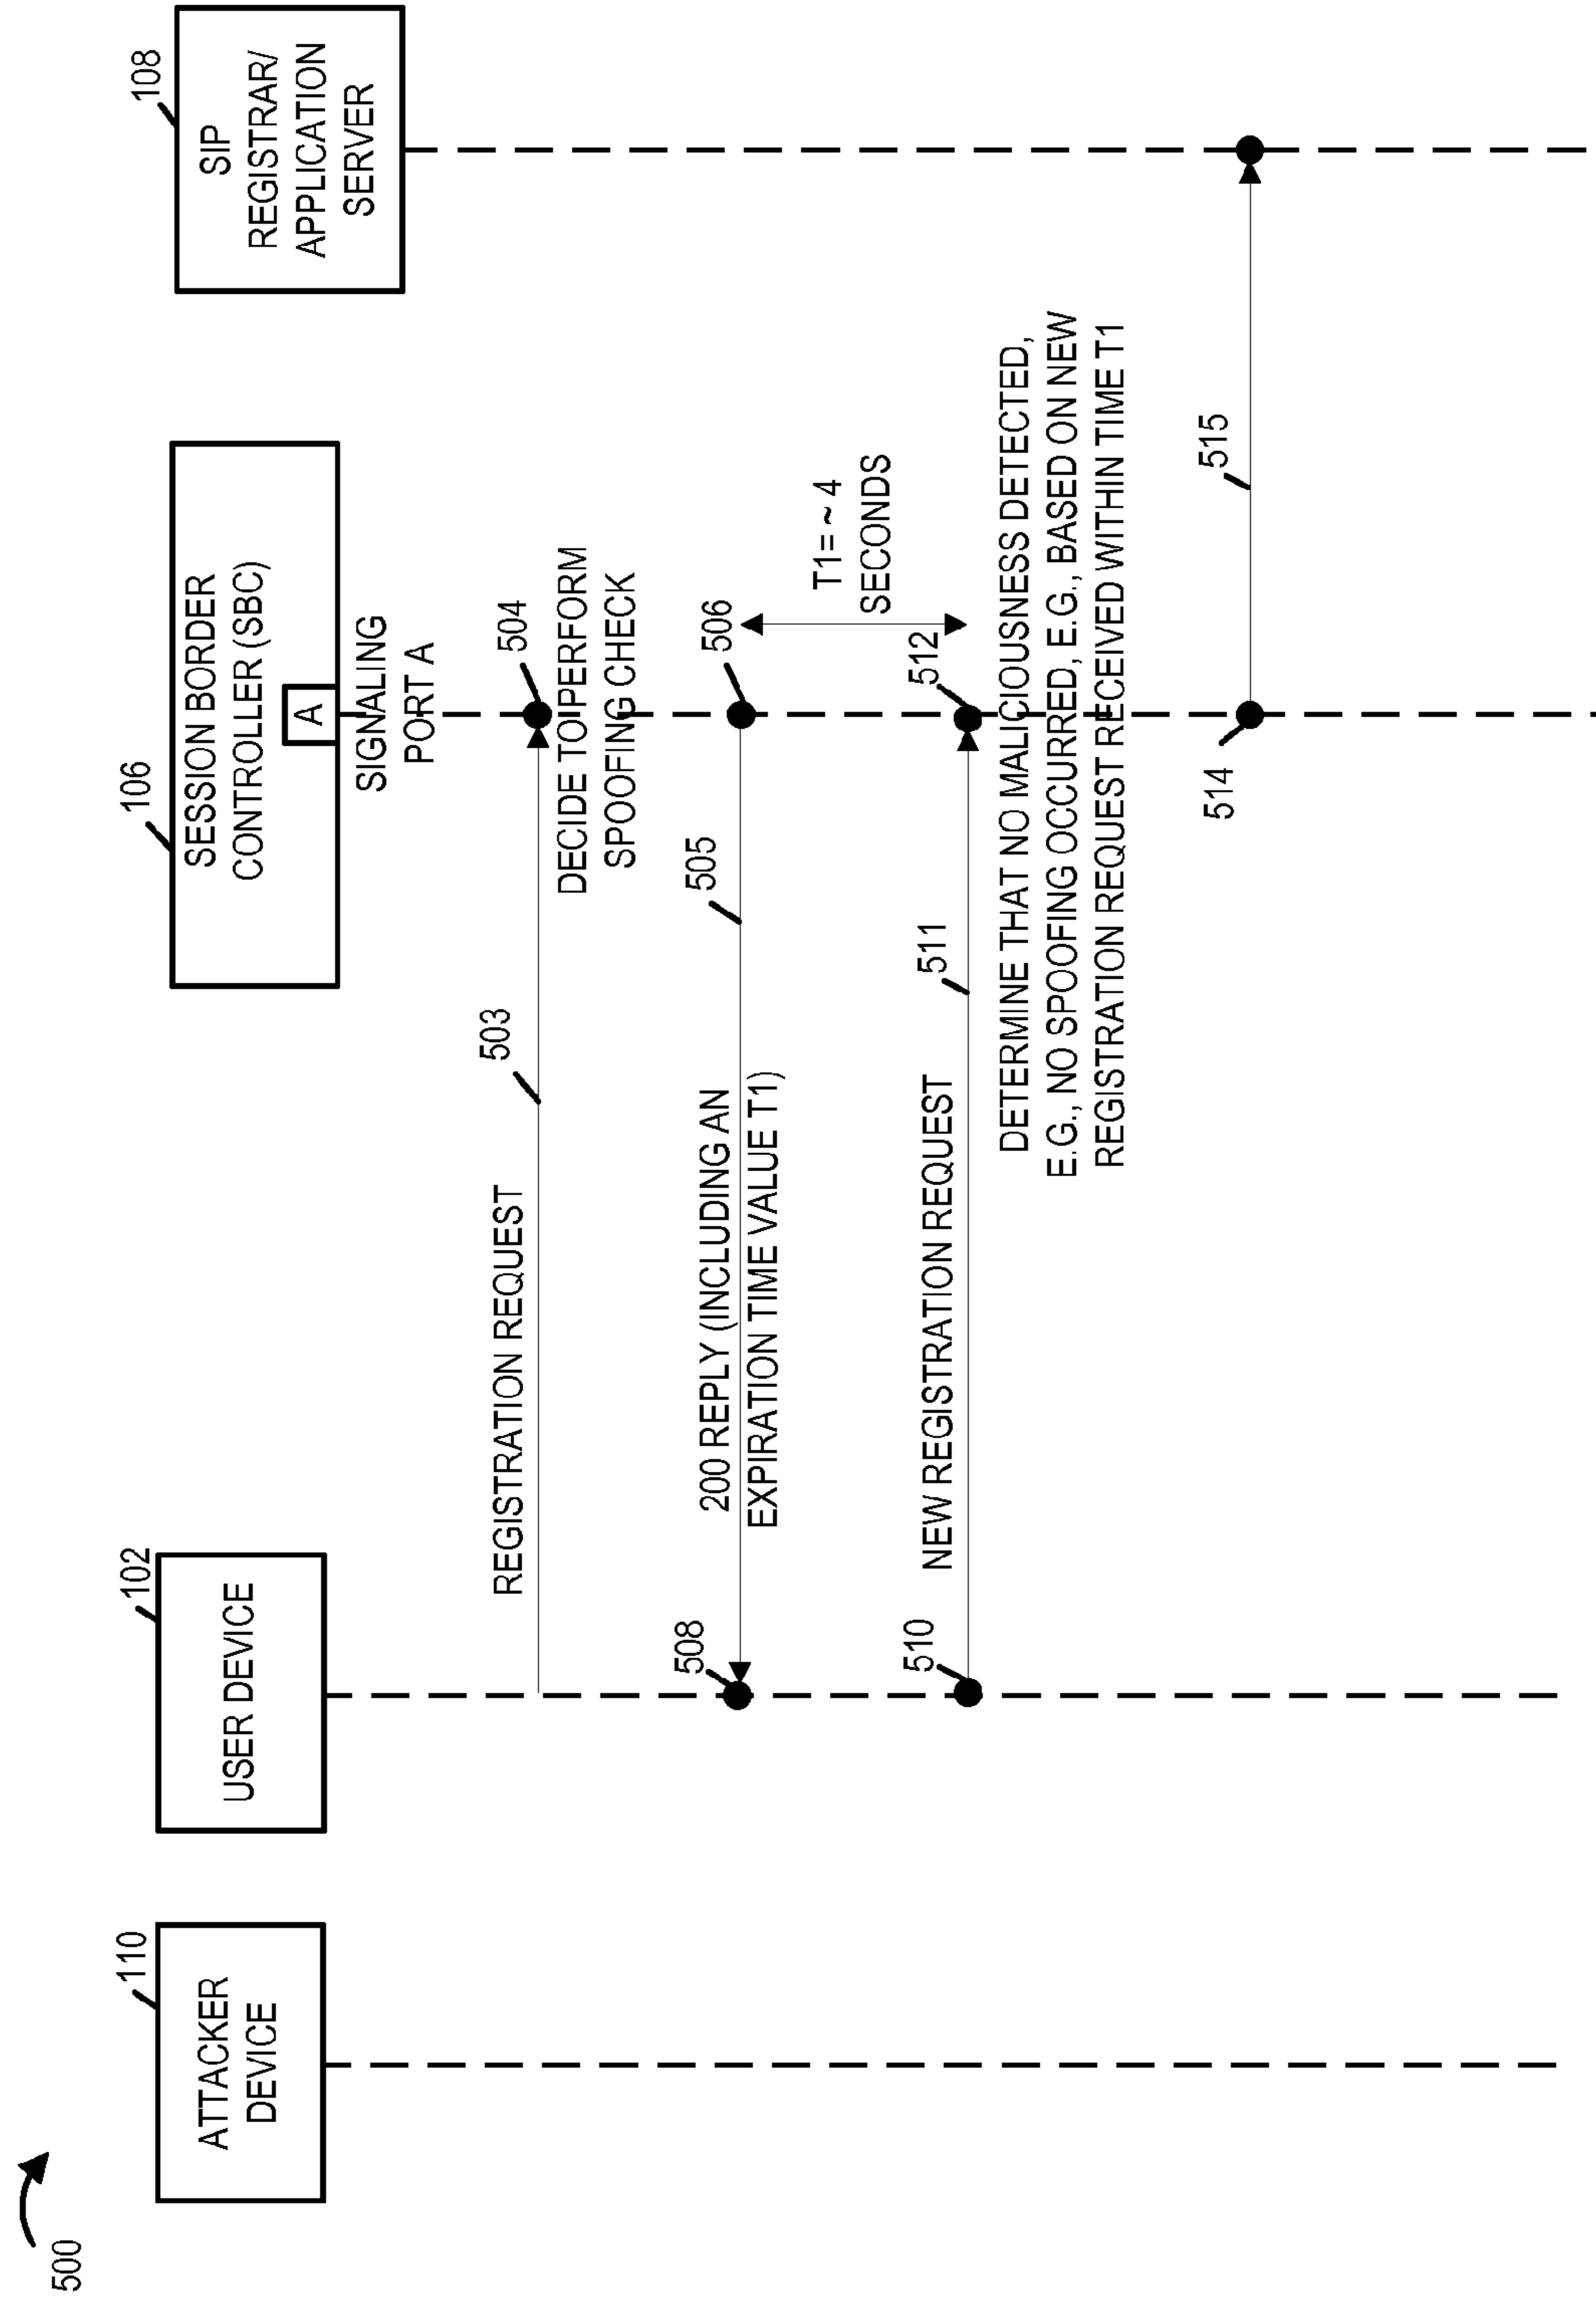 500
110
ATTACKER
DEVICE
102
USER DEVICE
106
SESSION BORDER
CONTROLLER (SBC)
A
SIGNALING
PORT A
108
SIP
REGISTRAR/
APPLICATION
SERVER
REGISTRATION REQUEST
503
504
DECIDE TO PERFORM
SPOOFING CHECK
508
200 REPLY (INCLUDING AN
EXPIRATION TIME VALUE T1)
505
506
T1= ~ 4
SECONDS
510
NEW REGISTRATION REQUEST
511
512
DETERMINE THAT NO MALICIOUSNESS DETECTED,
E.G., NO SPOOFING OCCURRED, E.G., BASED ON NEW
REGISTRATION REQUEST RECEIVED WITHIN TIME T1
514
515